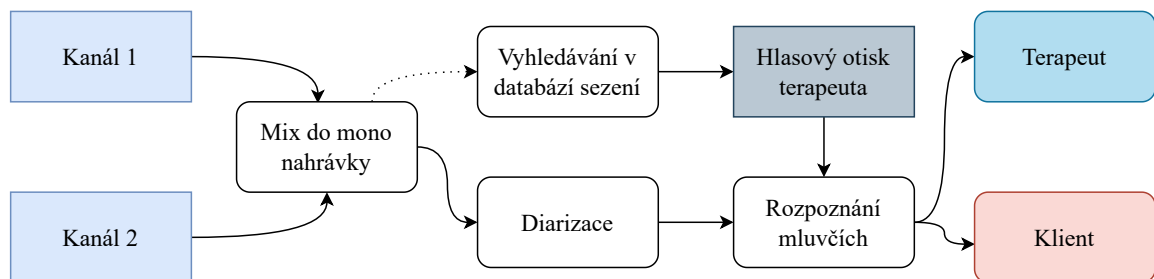 Kanál 1
Kanál 2
Mix do mono
nahrávky
Vyhledávání v
databází sezení
Hlasový otisk
terapeuta
Diarizace
Rozpoznání
mluvčích
Terapeut
Klient